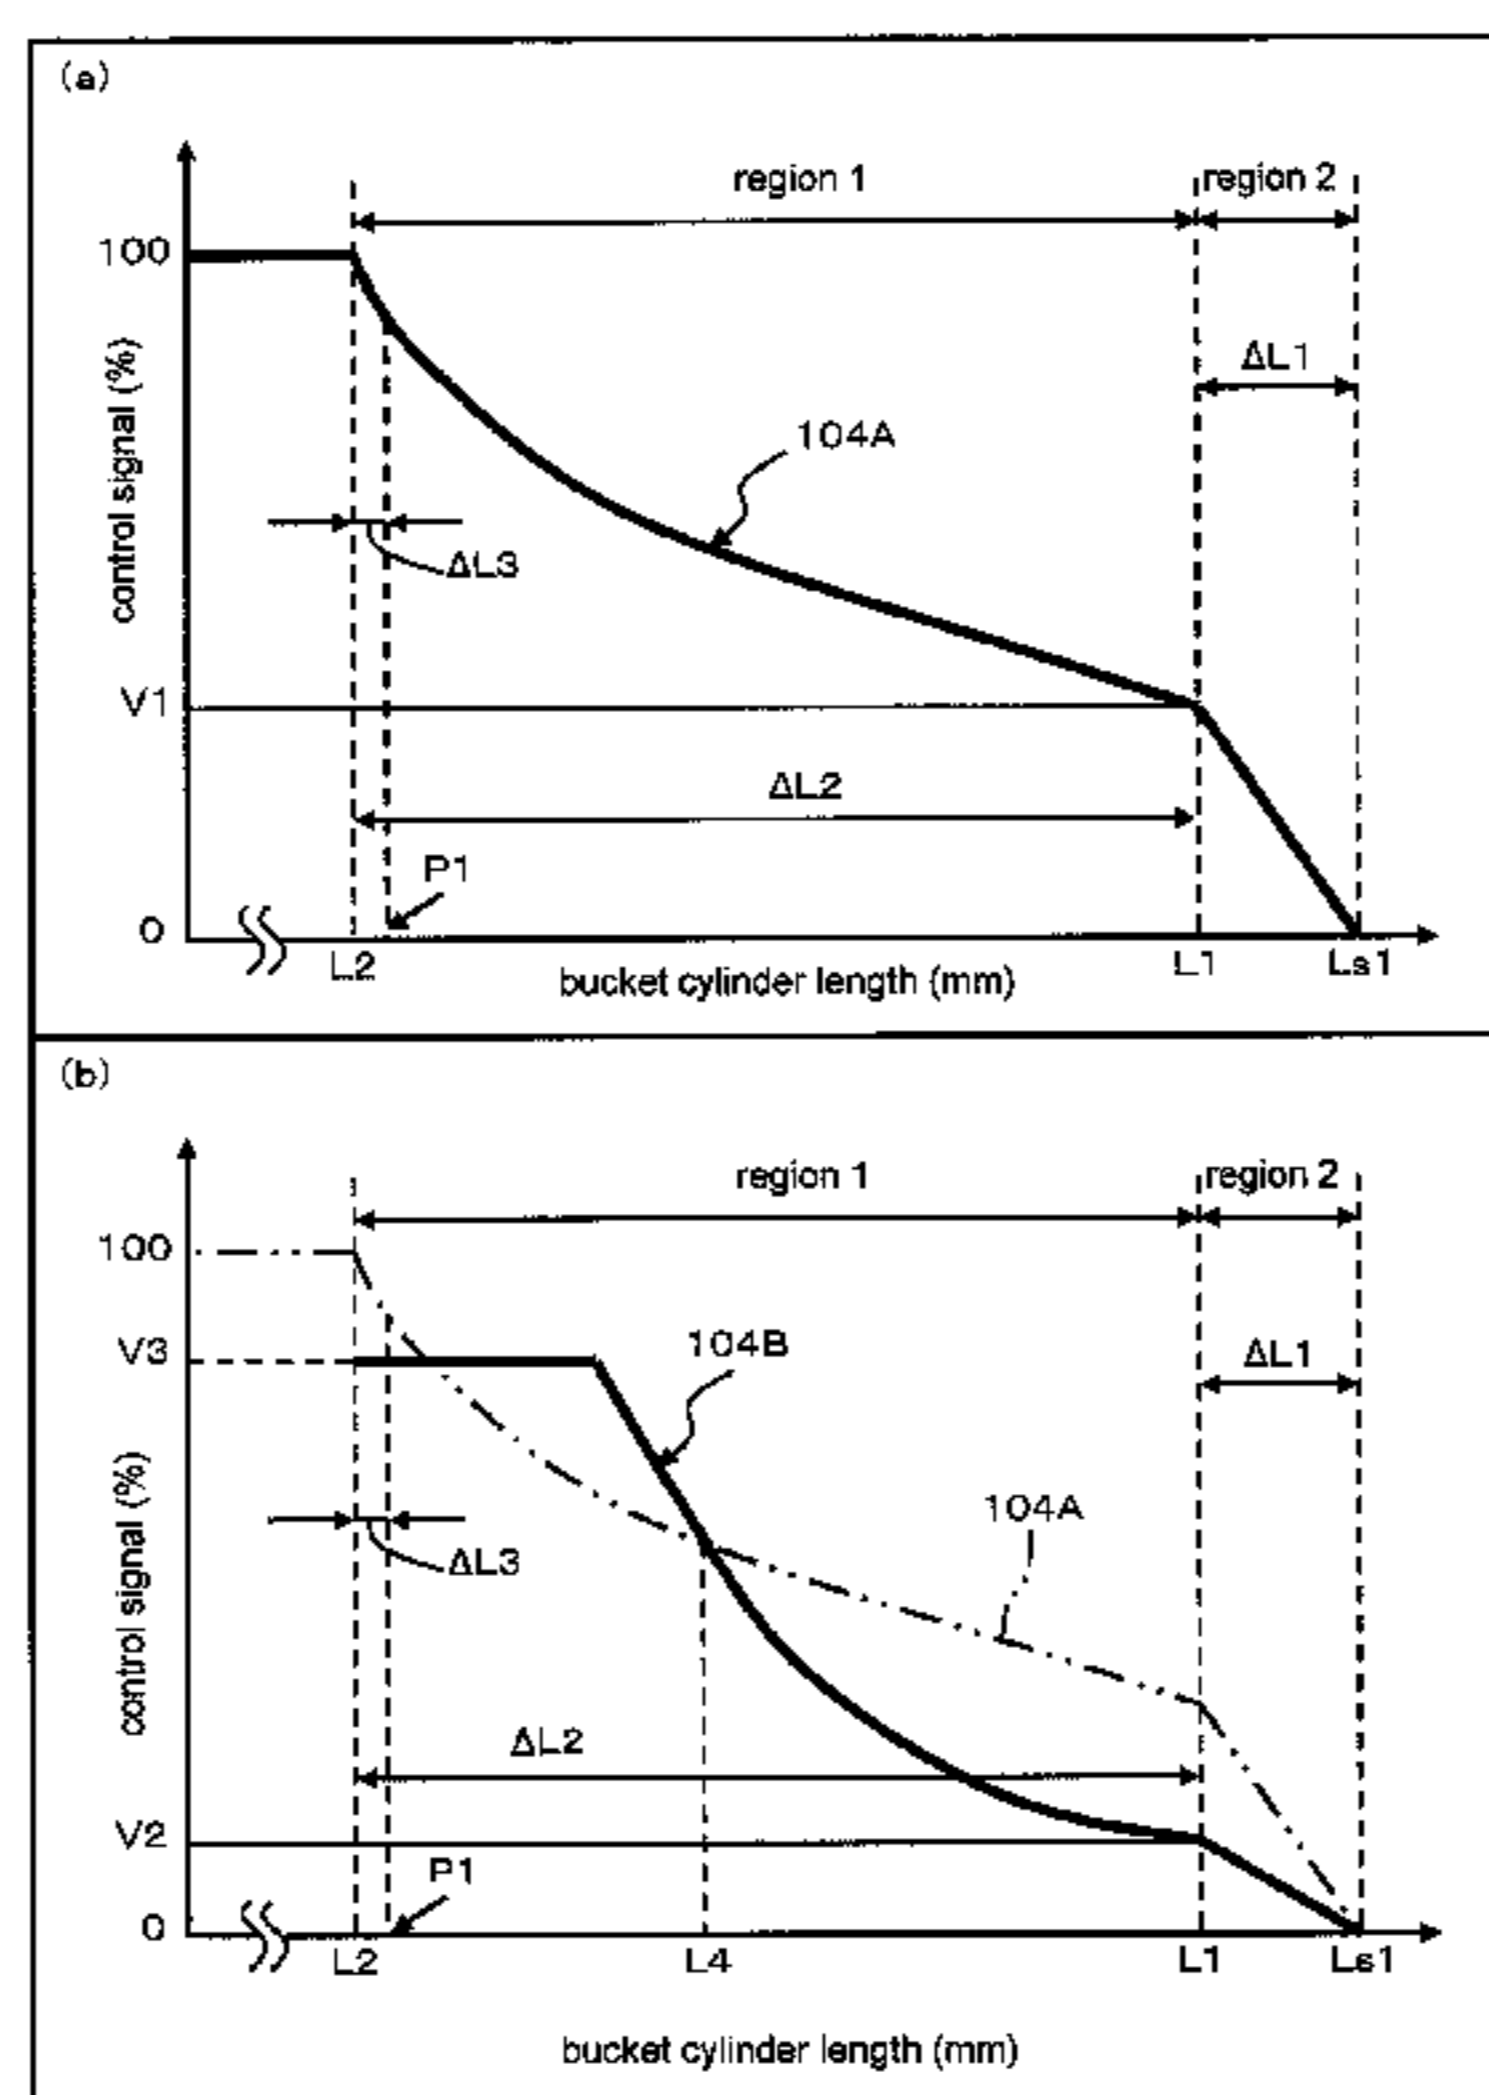 (a)
region 1
region 2
100
ΔL1
control signal (%)
104A
ΔL3
V1
ΔL2
P1
0
L2
bucket cylinder length (mm)
L1
Ls1
(b)
region 1
region 2
100
V3
104B
ΔL1
control signal (%)
104A
ΔL3
ΔL2
V2
P1
0
L2
L4
L1
Ls1
bucket cylinder length (mm)